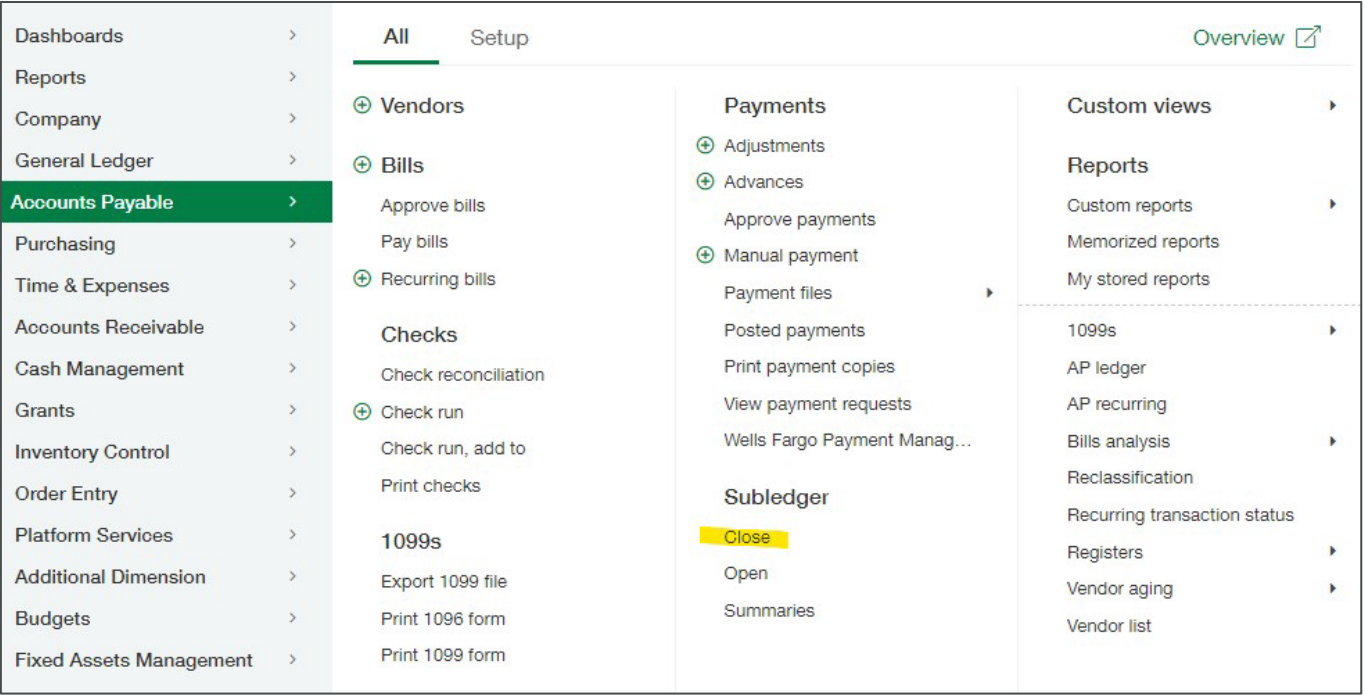 Dashboards
Reports
Company
General Ledger
Accounts Payable
Purchasing
Time & Expenses
Accounts Receivable
Cash Management
Grants
Inventory Control
Order Entry
Platform Services
Additional Dimension
Budgets
Fixed Assets Management
All
Setup
Overview
Vendors
Bills
Approve bills
Pay bills
Recurring bills
Checks
Check reconciliation
Check run
Check run, add to
Print checks
1099s
Export 1099 file
Print 1096 form
Print 1099 form
Payments
Adjustments
Advances
Approve payments
Manual payment
Payment files
Posted payments
Print payment copies
View payment requests
Wells Fargo Payment Manag...
Subledger
Close
Open
Summaries
Custom views
Reports
Custom reports
Memorized reports
My stored reports
1099s
AP ledger
AP recurring
Bills analysis
Reclassification
Recurring transaction status
Registers
Vendor aging
Vendor list